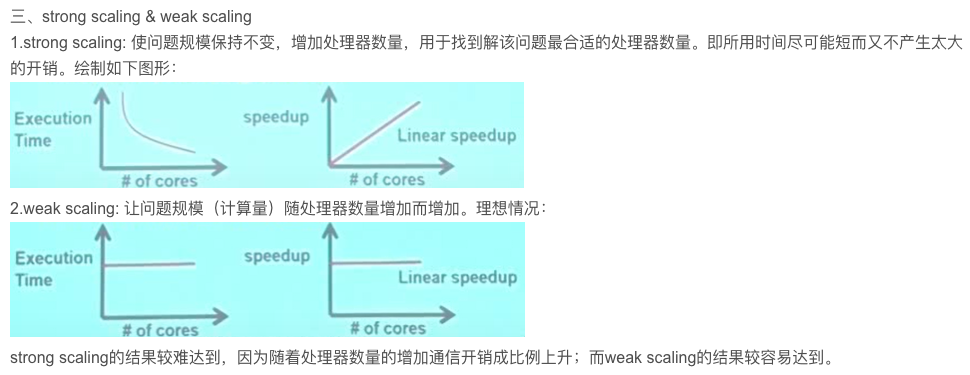 三、strong scaling & weak scaling
1.strong scaling: 使问题规模保持不变，增加处理器数量，用于找到解该问题最合适的处理器数量。即所用时间尽可能短而又不产生太大
的开销。绘制如下图形：
Execution
Time
# of cores
speedup
Linear speedup
# of cores
2.weak scaling: 让问题规模（计算量）随处理器数量增加而增加。理想情况：
Execution
Time
# of cores
speedup
Linear speedup
# of cores
strong scaling的结果较难达到，因为随着处理器数量的增加通信开销成比例上升；而weak scaling的结果较容易达到。